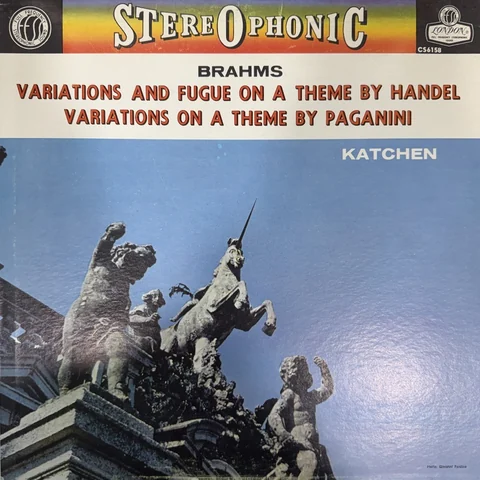 STEREOPHONIC
LONDON
CS6158
BRAHMS
VARIATIONS AND FUGUE ON A THEME BY HANDEL
VARIATIONS ON A THEME BY PAGANINI
KATCHEN